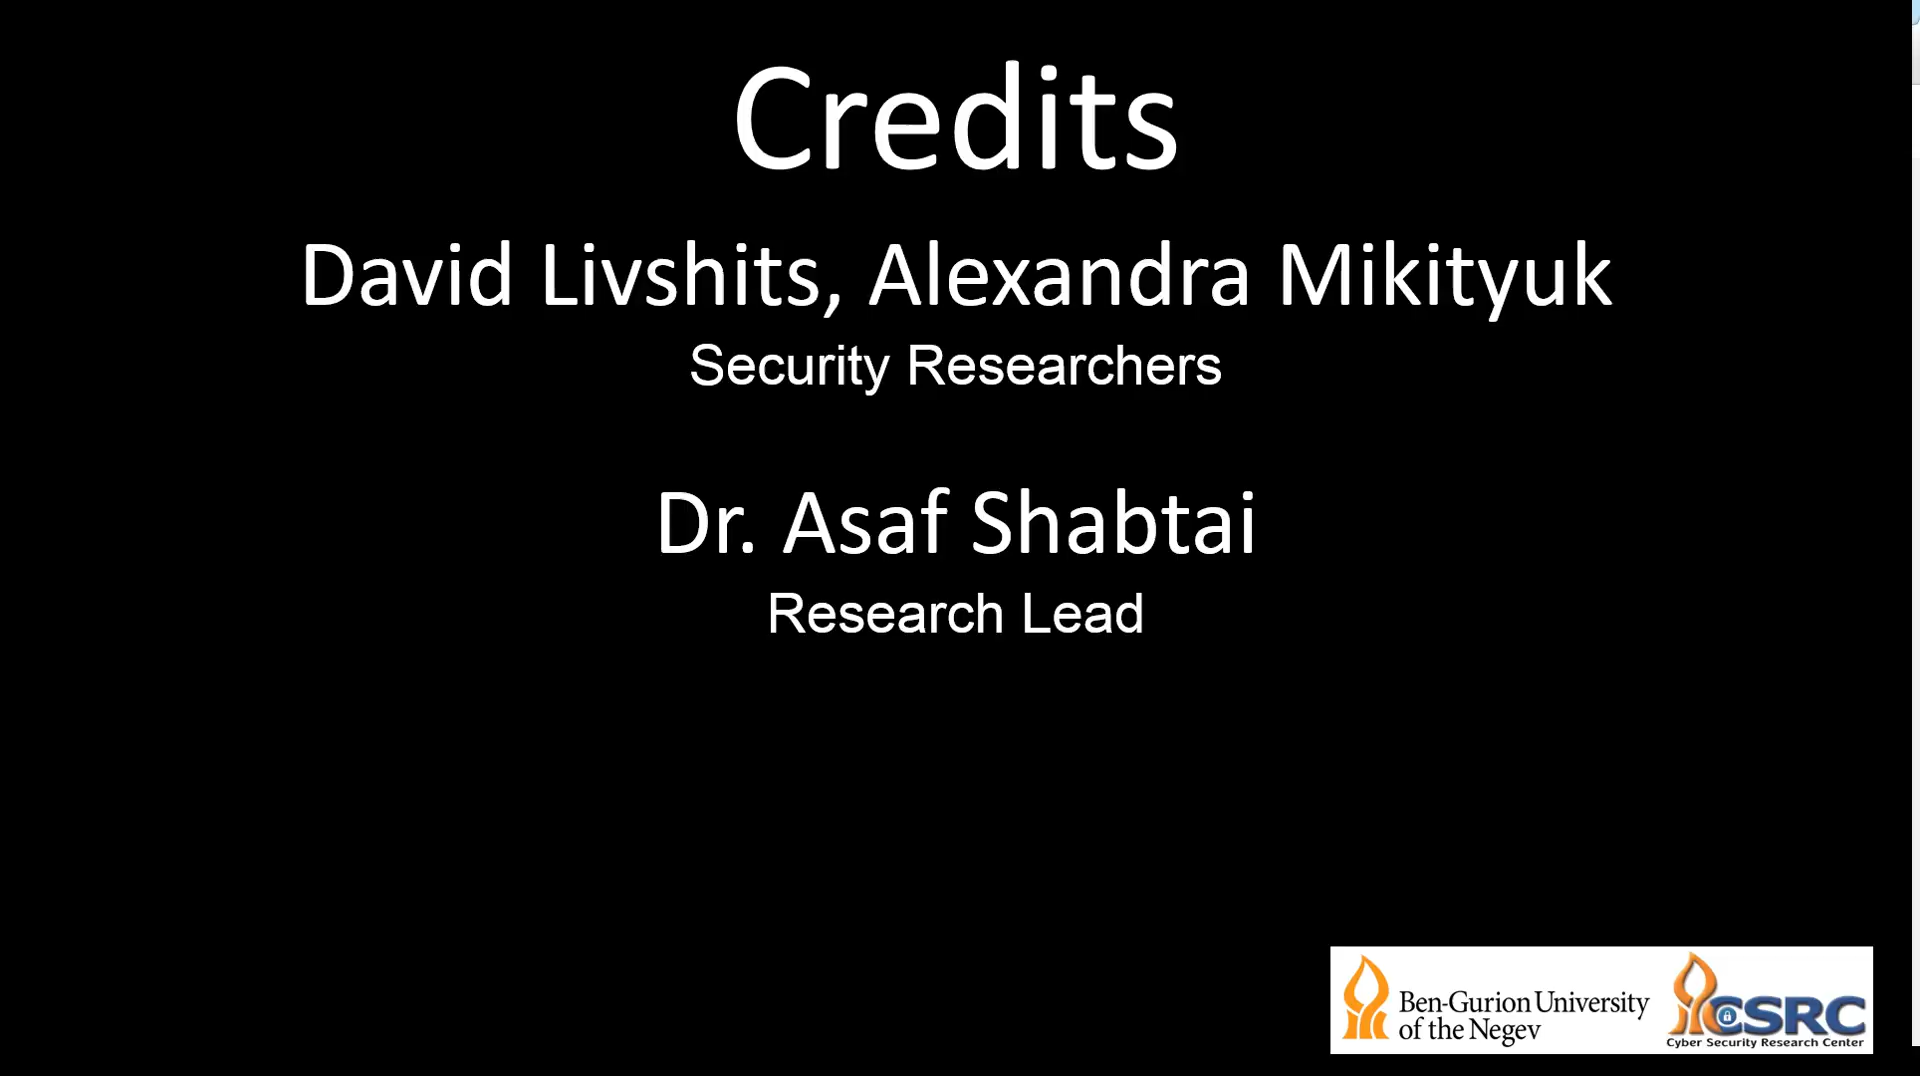 Credits
David Livshits, Alexandra Mikityuk
Security Researchers
Dr. Asaf Shabtai
Research Lead
Ben-Gurion University
of the Negev
CSRC
Cyber Security Research Center